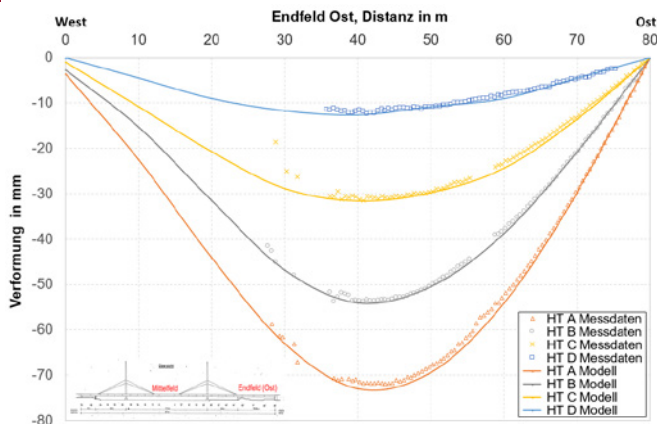 Endfeld Ost, Distanz in m
West
Ost
0 10 20 30 40 50 60 70 80
Verformung in mm
0
-10
-20
-30
-40
-50
-60
-70
-80
HT A Messdaten
HT B Messdaten
HT C Messdaten
HT D Messdaten
HT A Modell
HT B Modell
HT C Modell
HT D Modell
Mittelfeld
Endfeld (Ost)